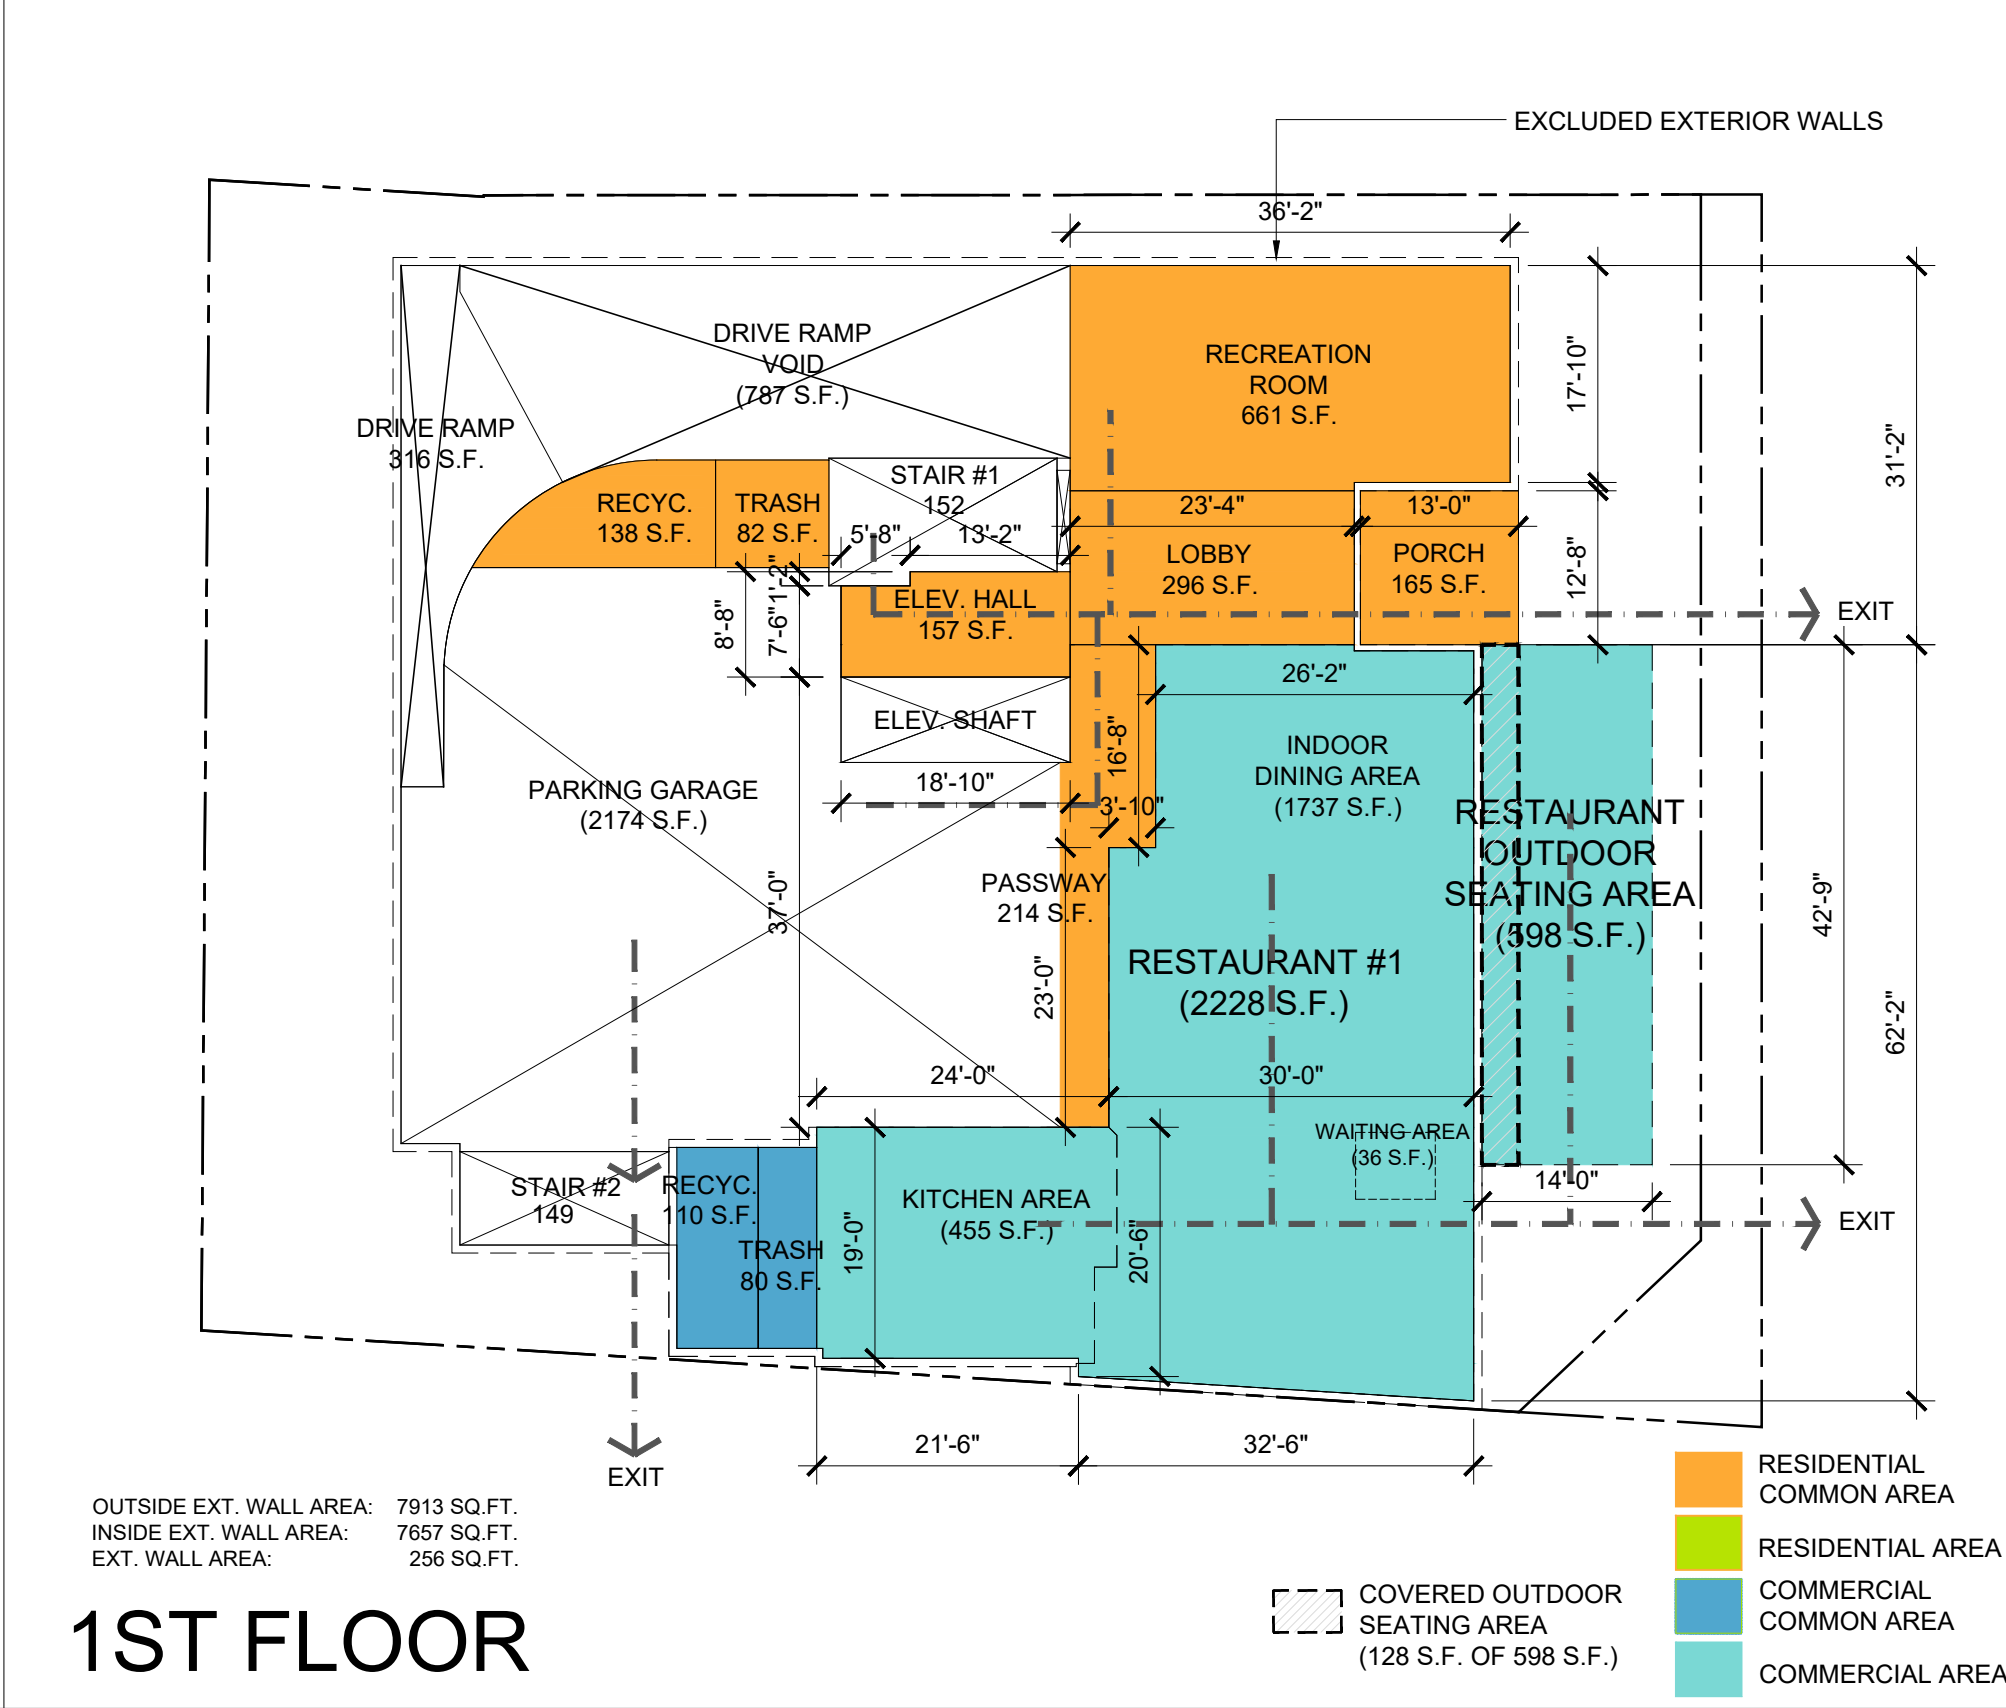 EXCLUDED EXTERIOR WALLS
36'-2"
DRIVE RAMP
VOID
(787 S.F.)
RECREATION
ROOM
661 S.F.
17'-10"
31'-2"
DRIVE RAMP
316 S.F.
RECYC.
138 S.F.
TRASH
82 S.F.
STAIR #1
152
5'-8"
13'-2"
23'-4"
13'-0"
LOBBY
296 S.F.
PORCH
165 S.F.
12'-8"
EXIT
ELEV. HALL
157 S.F.
8'-8"
7'-6"
1'-2"
26'-2"
ELEV. SHAFT
16'-8"
18'-10"
3'-10"
PARKING GARAGE
(2174 S.F.)
INDOOR
DINING AREA
(1737 S.F.)
RESTAURANT
OUTDOOR
SEATING AREA
(598 S.F.)
42'-9"
37'-0"
PASSWAY
214 S.F.
23'-0"
RESTAURANT #1
(2228 S.F.)
62'-2"
24'-0"
30'-0"
WAITING AREA
(36 S.F.)
14'-0"
STAIR #2
149
RECYC.
110 S.F.
TRASH
80 S.F.
KITCHEN AREA
(455 S.F.)
19'-0"
20'-6"
EXIT
21'-6"
32'-6"
EXIT
OUTSIDE EXT. WALL AREA: 7913 SQ.FT.
INSIDE EXT. WALL AREA: 7657 SQ.FT.
EXT. WALL AREA: 256 SQ.FT.
1ST FLOOR
COVERED OUTDOOR
SEATING AREA
(128 S.F. OF 598 S.F.)
RESIDENTIAL
COMMON AREA
RESIDENTIAL AREA
COMMERCIAL
COMMON AREA
COMMERCIAL AREA